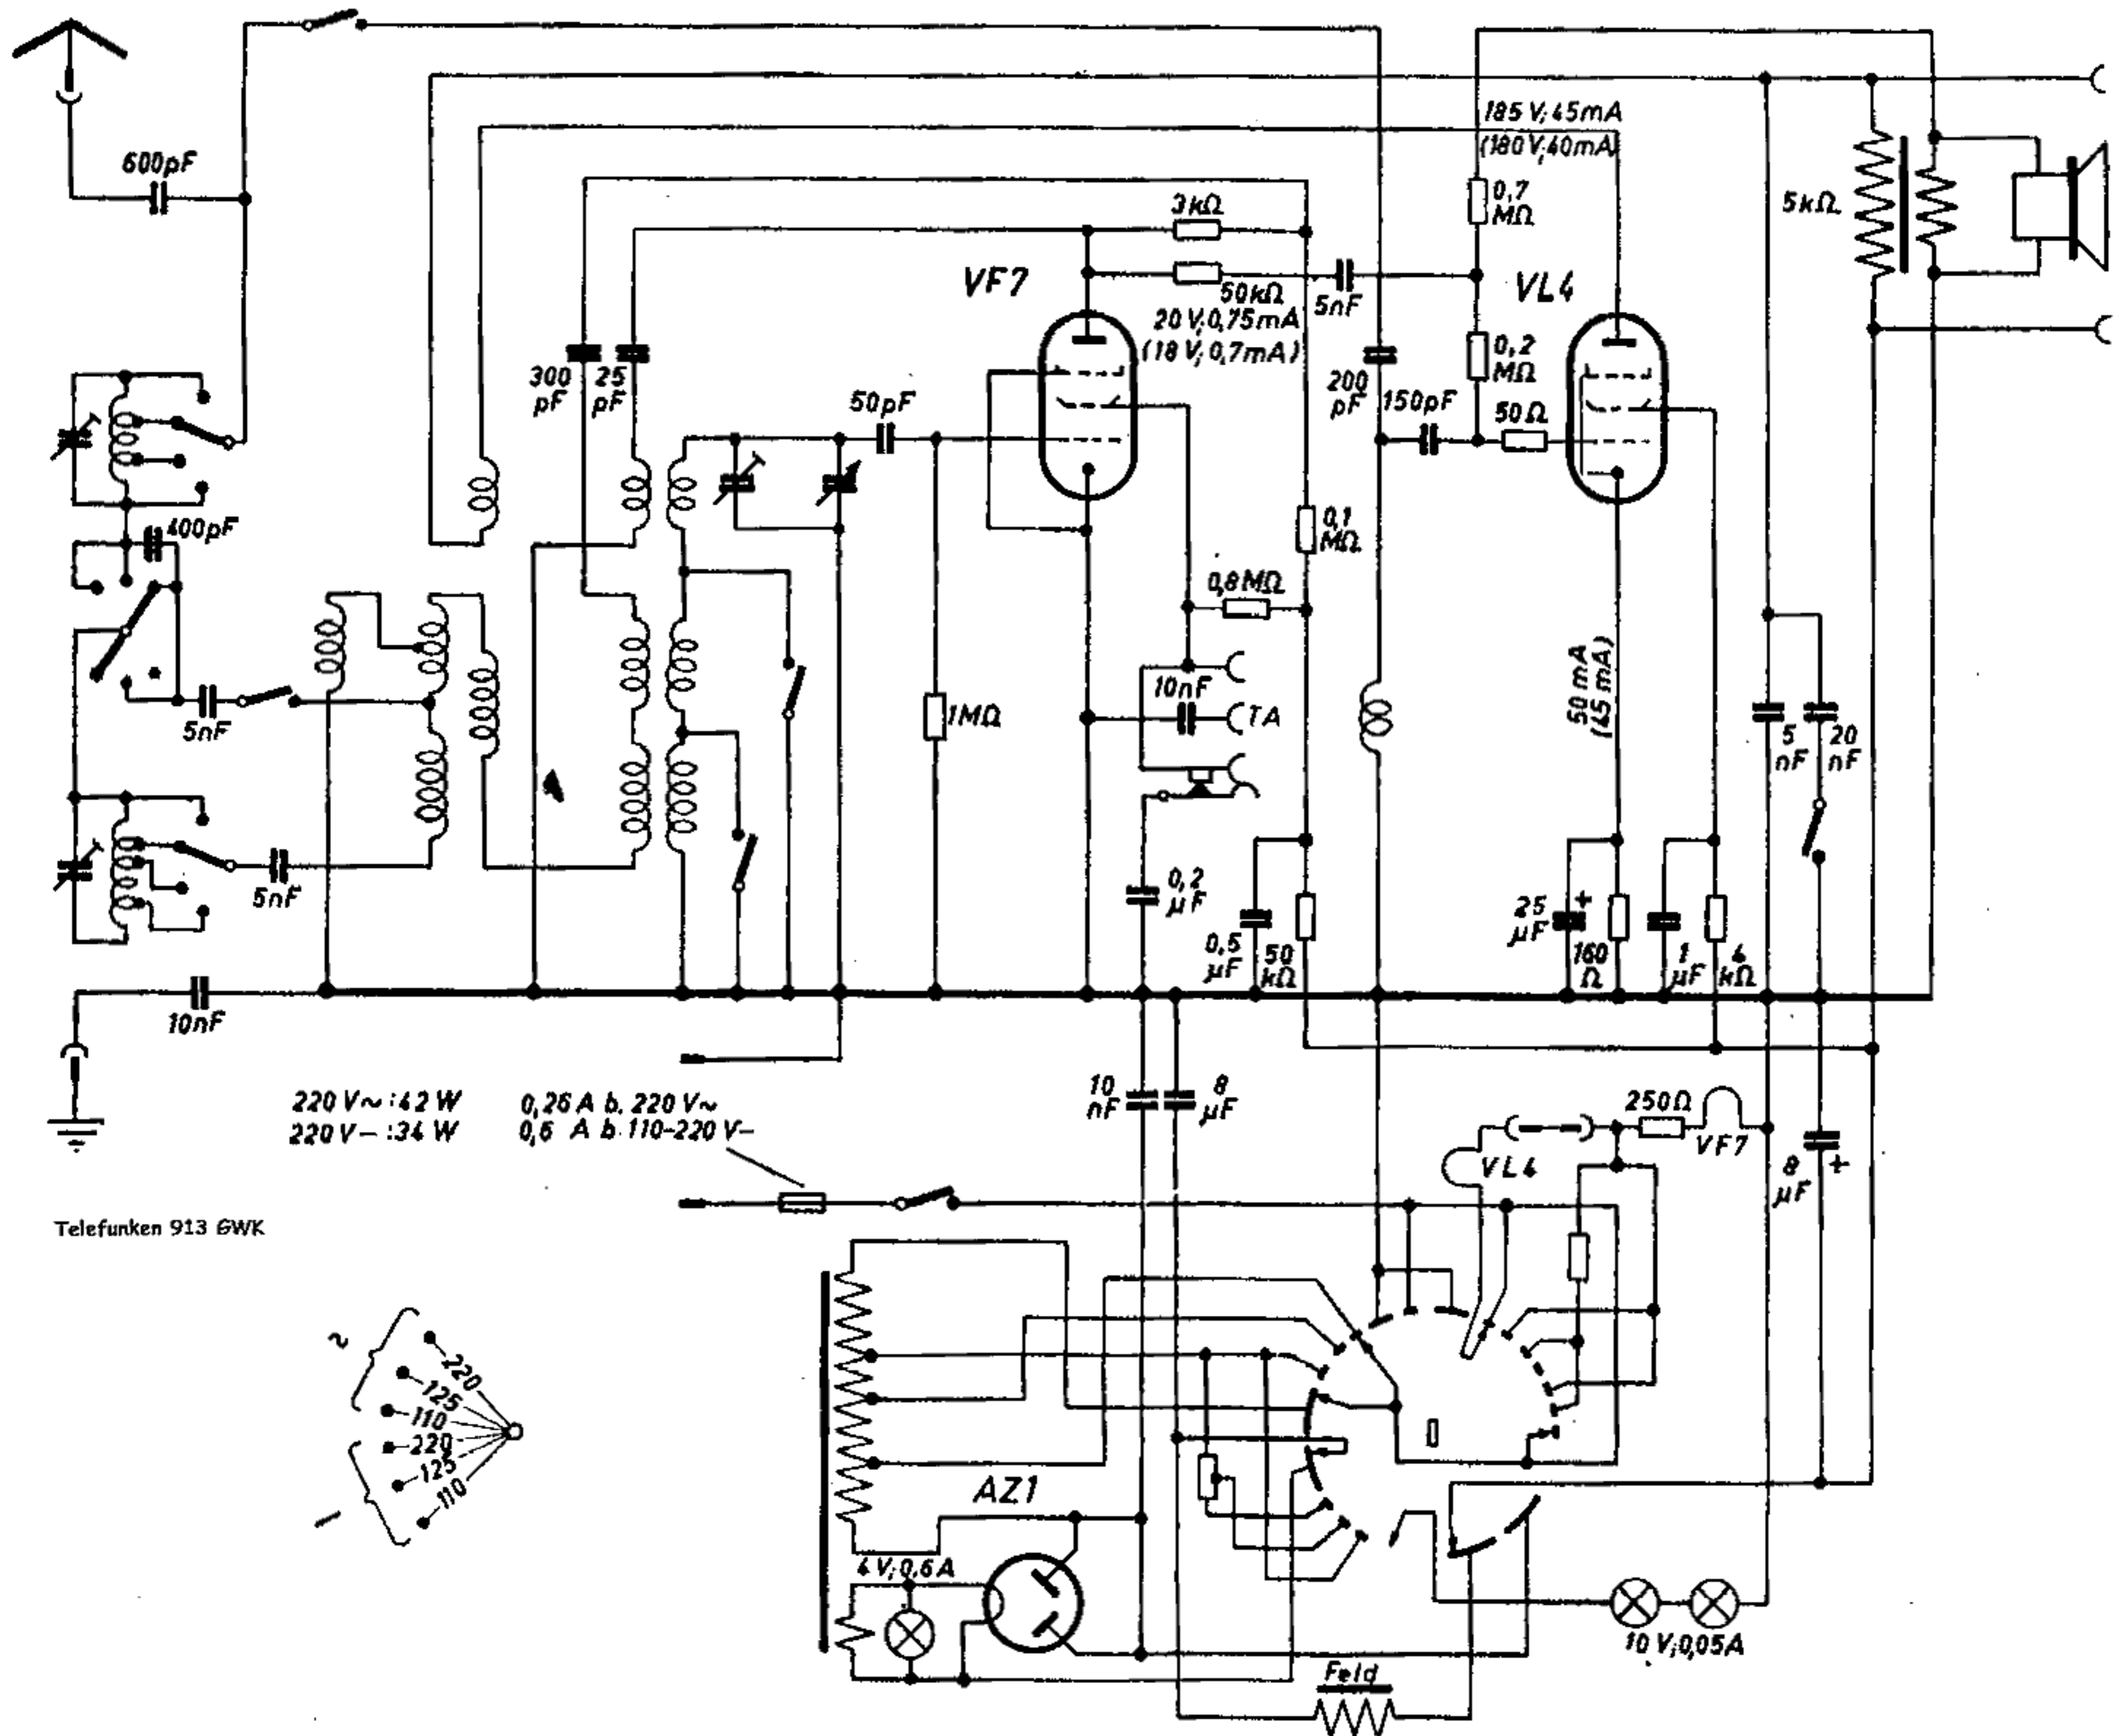 600pF
185 V; 45mA
(180V; 40mA)
0,7
MΩ
5kΩ
3kΩ
VF7
50kΩ
5nF
VL4
20 V; 0,75mA
(18 V; 0,7mA)
0,2
MΩ
300
pF
25
pF
50pF
200
pF
150pF
50Ω
400pF
0,1
MΩ
0,8MΩ
10nF
TA
1MΩ
5nF
50 mA
(45 mA)
5
nF
20
nF
5nF
0,2
µF
0,5
µF
50
kΩ
25
µF
+
160
Ω
1
µF
4
kΩ
10nF
220 V~ : 42 W
220 V– : 34 W
0,26 A b. 220 V~
0,6 A b. 110–220 V–
10
nF
8
µF
250Ω
VF7
VL4
8
µF
+
Telefunken 913 GWK
~
220
125
110
220
125
110
–
AZ1
4 V; 0,6 A
10 V; 0,05A
Feld